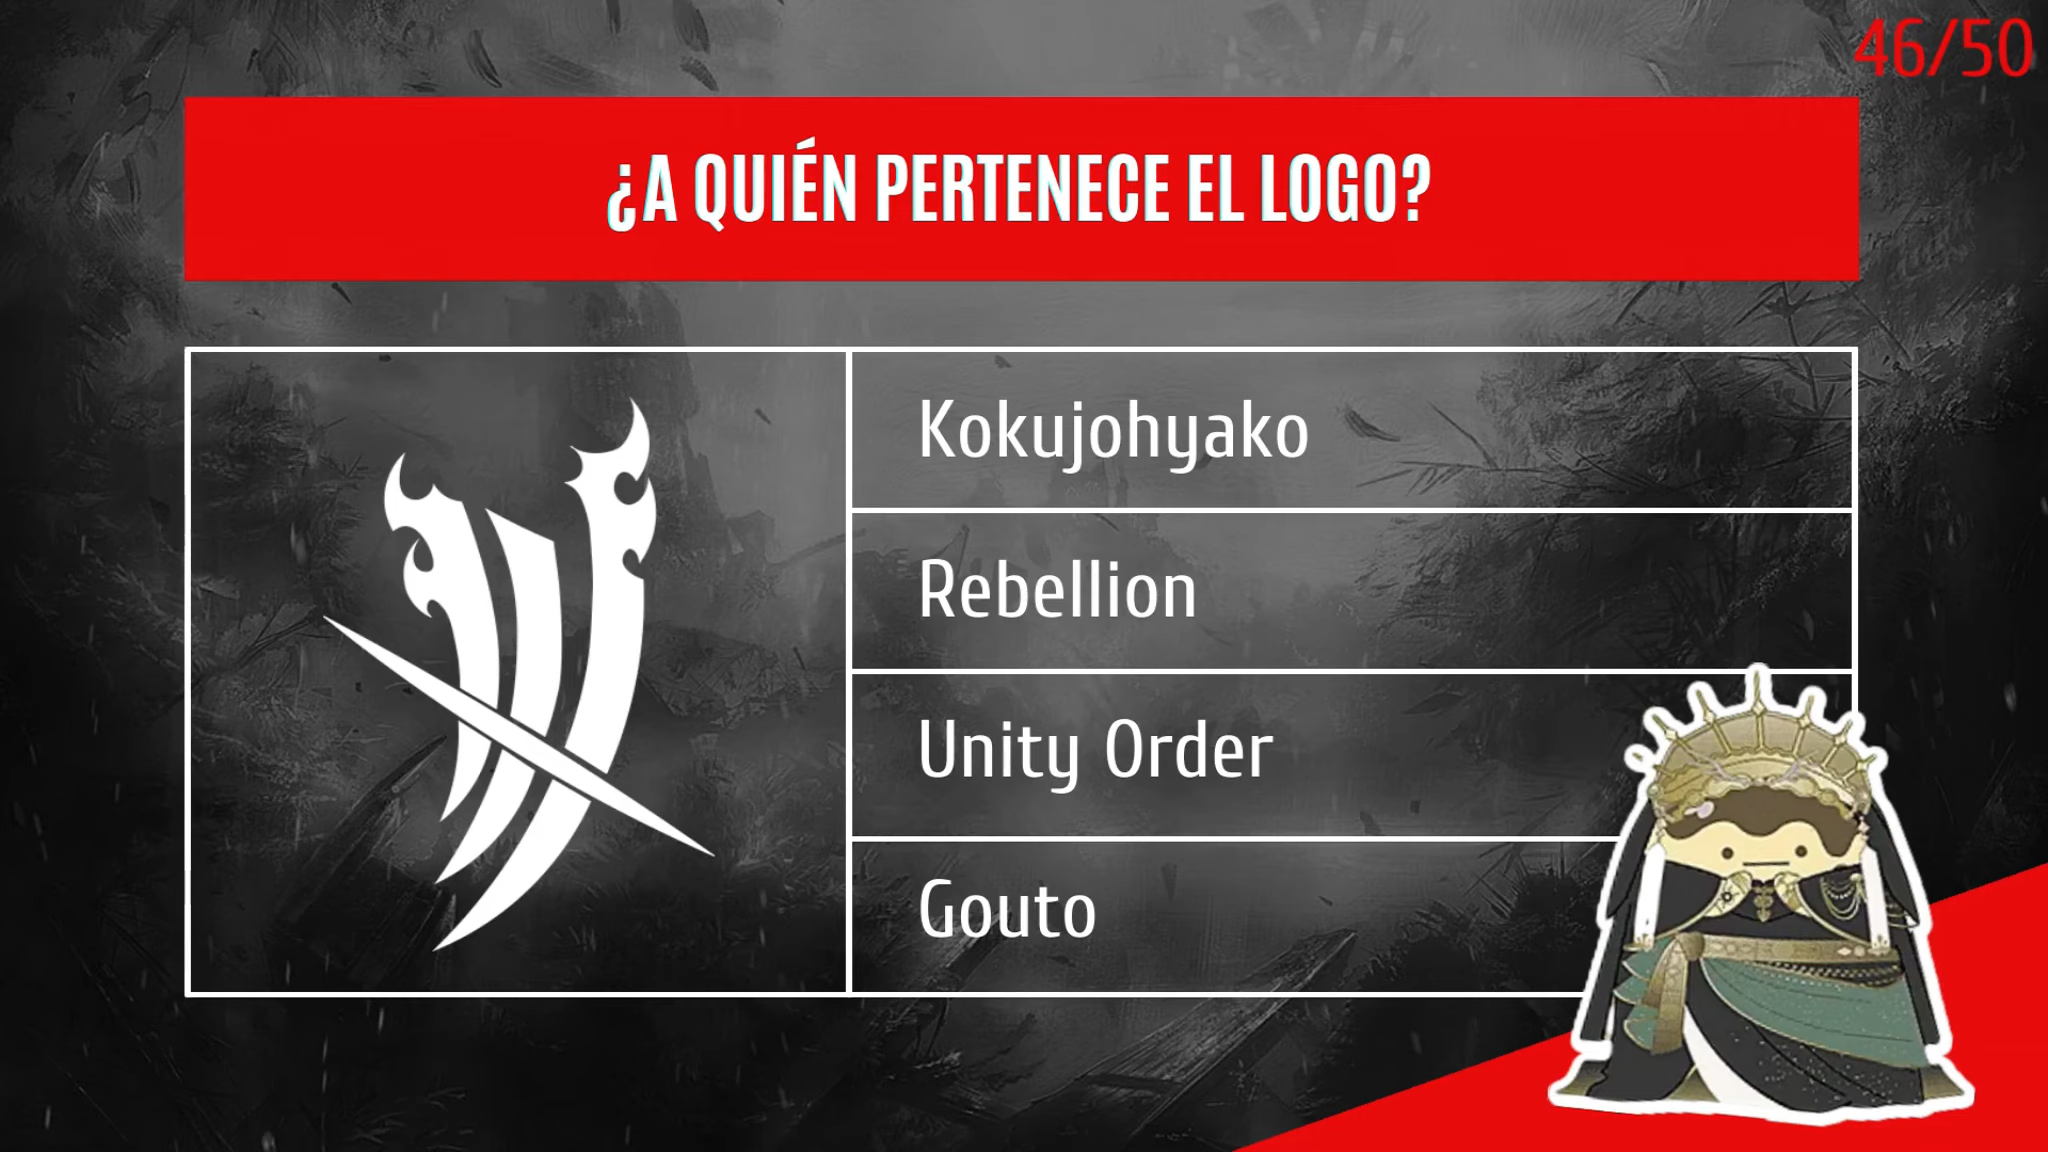 46/50
¿A QUIÉN PERTENECE EL LOGO?
Kokujohyako
Rebellion
Unity Order
Gouto